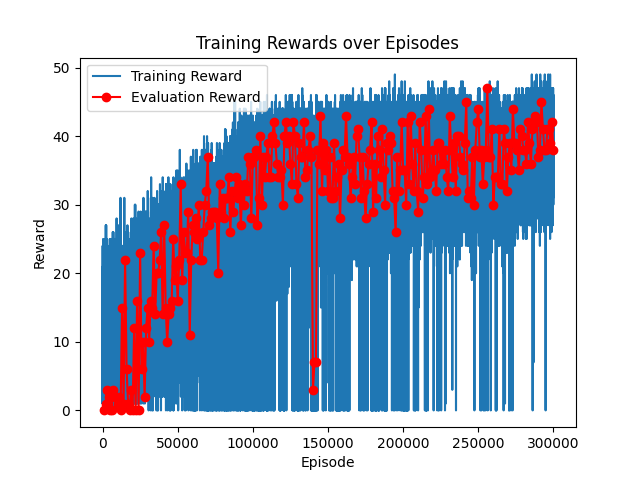 Training Rewards over Episodes
Training Reward
Evaluation Reward
Reward
50
40
30
20
10
0
0 50000 100000 150000 200000 250000 300000
Episode